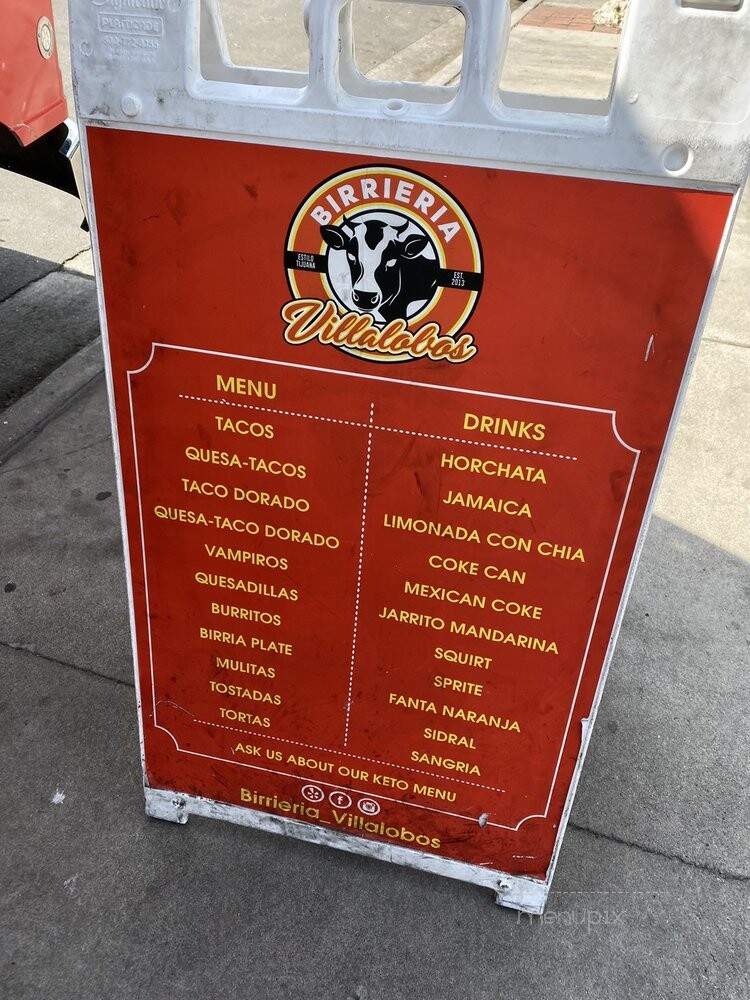 PLASTICADE
BIRRIERIA
ESTILO TIJUANA
EST. 2013
Villalobos
MENU
TACOS
QUESA-TACOS
TACO DORADO
QUESA-TACO DORADO
VAMPIROS
QUESADILLAS
BURRITOS
BIRRIA PLATE
MULITAS
TOSTADAS
TORTAS
DRINKS
HORCHATA
JAMAICA
LIMONADA CON CHIA
COKE CAN
MEXICAN COKE
JARRITO MANDARINA
SQUIRT
SPRITE
FANTA NARANJA
SIDRAL
SANGRIA
ASK US ABOUT OUR KETO MENU
Birrieria_Villalobos
menupix